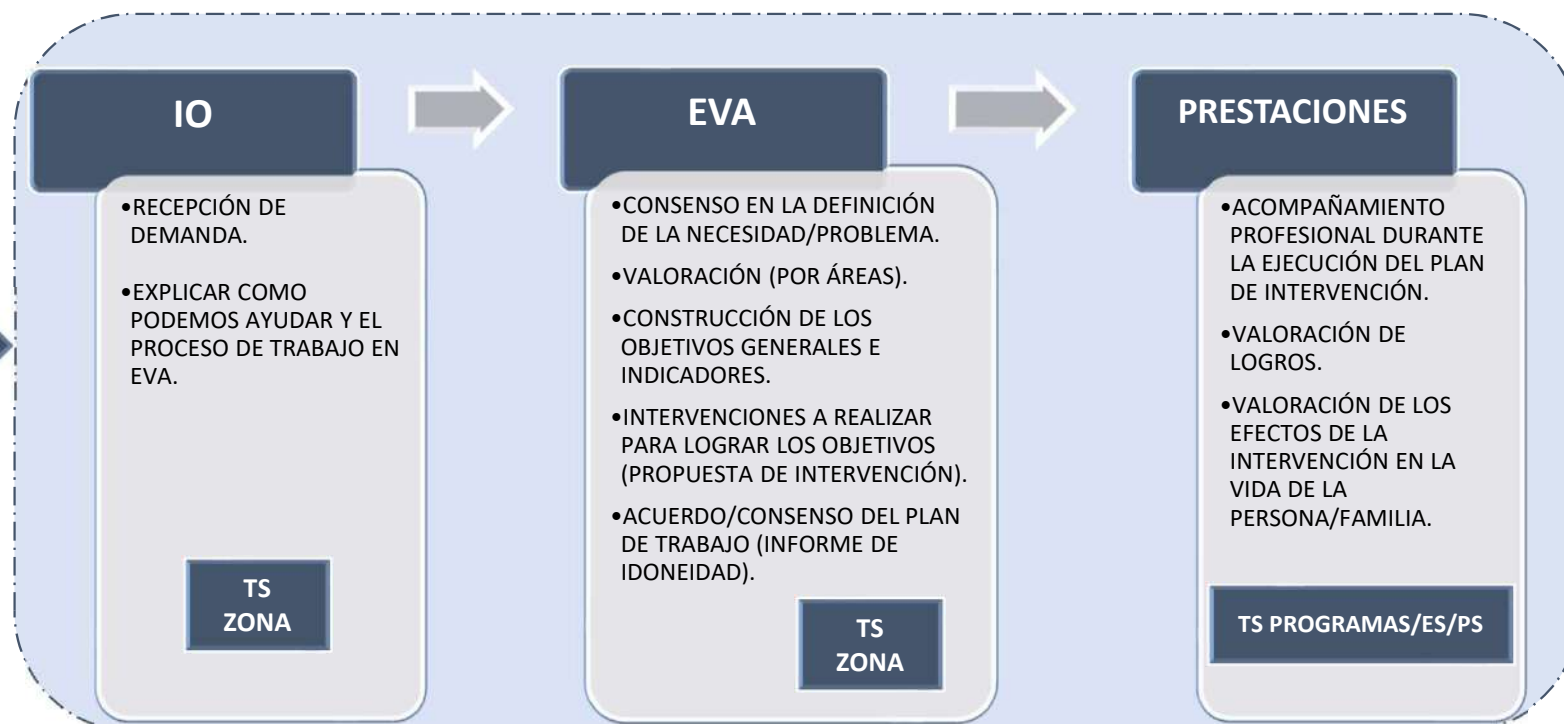 IO
•RECEPCIÓN DE
DEMANDA.
•EXPLICAR COMO
PODEMOS AYUDAR Y EL
PROCESO DE TRABAJO EN
EVA.
TS
ZONA
EVA
•CONSENSO EN LA DEFINICIÓN
DE LA NECESIDAD/PROBLEMA.
•VALORACIÓN (POR ÁREAS).
•CONSTRUCCIÓN DE LOS
OBJETIVOS GENERALES E
INDICADORES.
•INTERVENCIONES A REALIZAR
PARA LOGRAR LOS OBJETIVOS
(PROPUESTA DE INTERVENCIÓN).
•ACUERDO/CONSENSO DEL PLAN
DE TRABAJO (INFORME DE
IDONEIDAD).
TS
ZONA
PRESTACIONES
•ACOMPAÑAMIENTO
PROFESIONAL DURANTE
LA EJECUCIÓN DEL PLAN
DE INTERVENCIÓN.
•VALORACIÓN DE
LOGROS.
•VALORACIÓN DE LOS
EFECTOS DE LA
INTERVENCIÓN EN LA
VIDA DE LA
PERSONA/FAMILIA.
TS PROGRAMAS/ES/PS